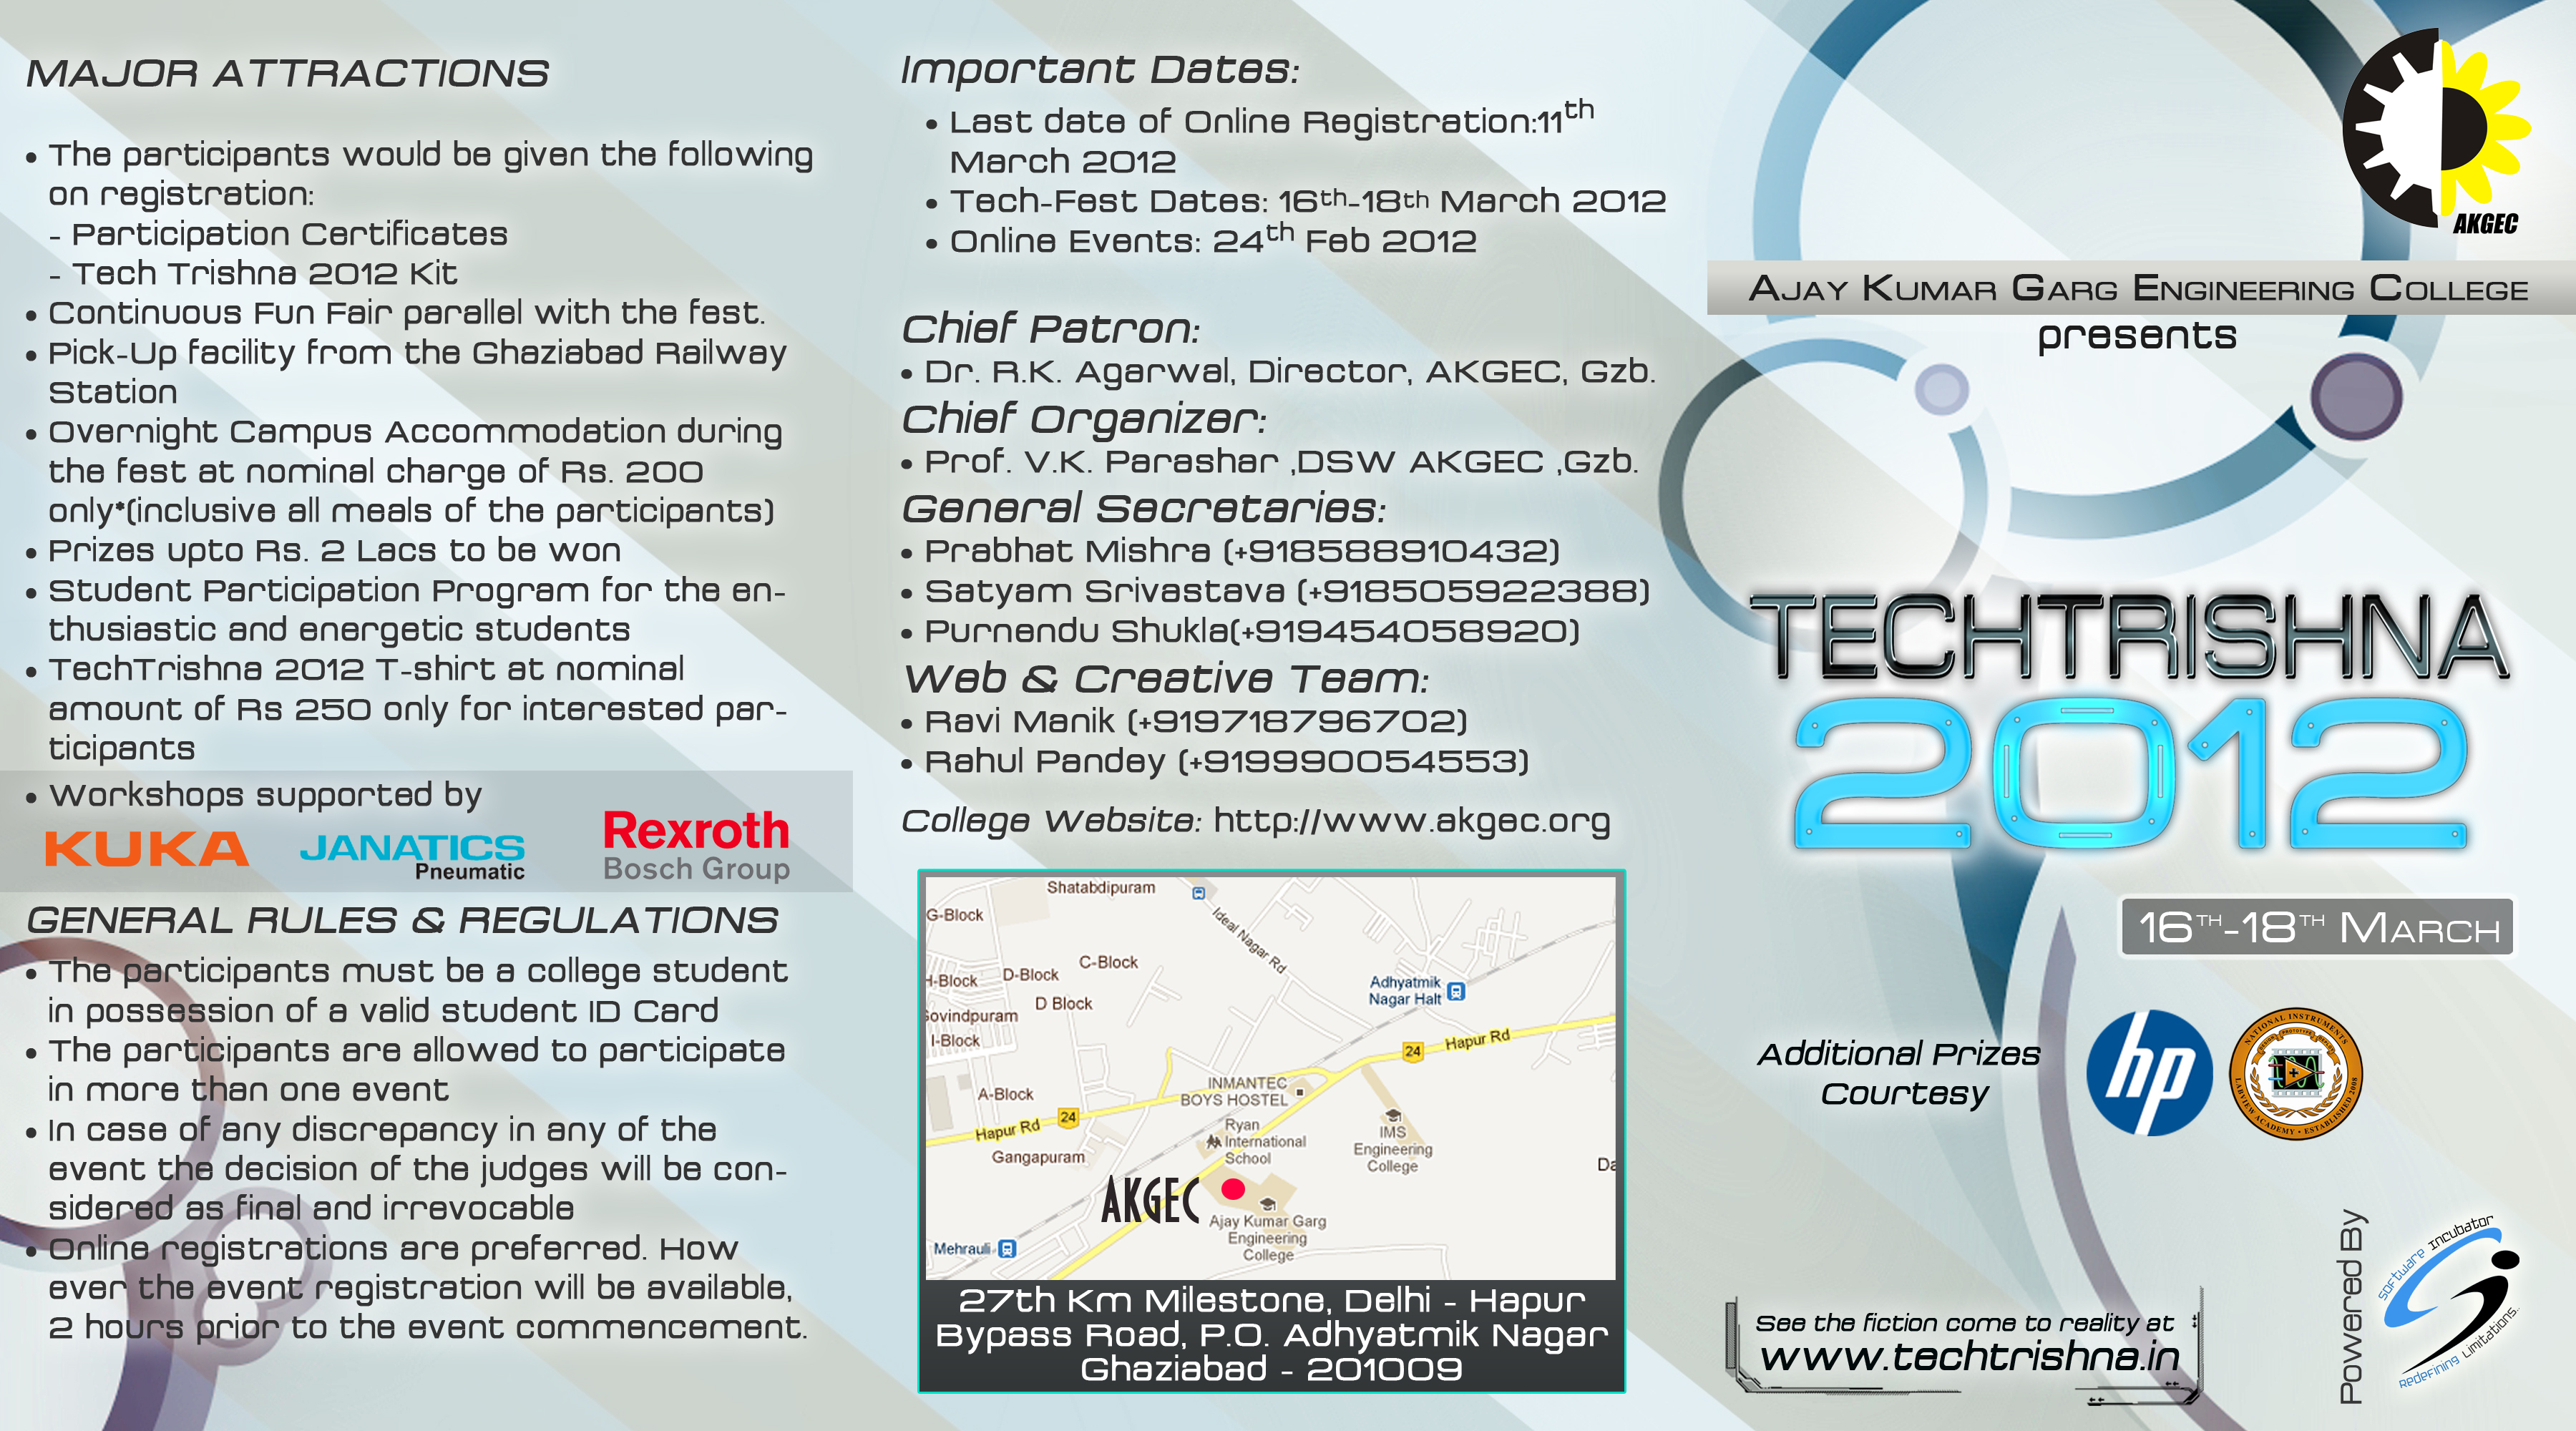 MAJOR ATTRACTIONS
• The participants would be given the following
on registration:
- Participation Certificates
- Tech Trishna 2012 Kit
• Continuous Fun Fair parallel with the fest.
• Pick-Up facility from the Ghaziabad Railway
Station
• Overnight Campus Accommodation during
the fest at nominal charge of Rs. 200
only*(inclusive all meals of the participants)
• Prizes upto Rs. 2 Lacs to be won
• Student Participation Program for the en-
thusiastic and energetic students
• TechTrishna 2012 T-shirt at nominal
amount of Rs 250 only for interested par-
ticipants
• Workshops supported by
KUKA
JANATICS
Pneumatic
Rexroth
Bosch Group
GENERAL RULES & REGULATIONS
• The participants must be a college student
in possession of a valid student ID Card
• The participants are allowed to participate
in more than one event
• In case of any discrepancy in any of the
event the decision of the judges will be con-
sidered as final and irrevocable
• Online registrations are preferred. How
ever the event registration will be available,
2 hours prior to the event commencement.
Important Dates:
• Last date of Online Registration:11th
March 2012
• Tech-Fest Dates: 16th-18th March 2012
• Online Events: 24th Feb 2012
Chief Patron:
• Dr. R.K. Agarwal, Director, AKGEC, Gzb.
Chief Organizer:
• Prof. V.K. Parashar ,DSW AKGEC ,Gzb.
General Secretaries:
• Prabhat Mishra (+918588910432)
• Satyam Srivastava (+918505922388)
• Purnendu Shukla(+919454058920)
Web & Creative Team:
• Ravi Manik (+919718796702)
• Rahul Pandey (+919990054553)
College Website: http://www.akgec.org
Shatabdipuram
G-Block
Ideal Nagar Rd
C-Block
D-Block
H-Block
D Block
Adhyatmik
Nagar Halt
Govindpuram
I-Block
24
Hapur Rd
A-Block
INMANTEC
BOYS HOSTEL
24
Hapur Rd
Ryan
International
School
IMS
Engineering
College
Gangapuram
Da
AKGEC
Ajay Kumar Garg
Engineering
College
Mehrauli
27th Km Milestone, Delhi - Hapur
Bypass Road, P.O. Adhyatmik Nagar
Ghaziabad - 201009
AKGEC
AJAY KUMAR GARG ENGINEERING COLLEGE
presents
TECHTRISHNA
2012
16TH-18TH MARCH
Additional Prizes
Courtesy
hp
NATIONAL INSTRUMENTS
DESIGN PROTOTYPE DEPLOY
LABVIEW ACADEMY • ESTABLISHED 2008
Powered By
Software Incubator
Redefining Limitations..
See the fiction come to reality at
www.techtrishna.in